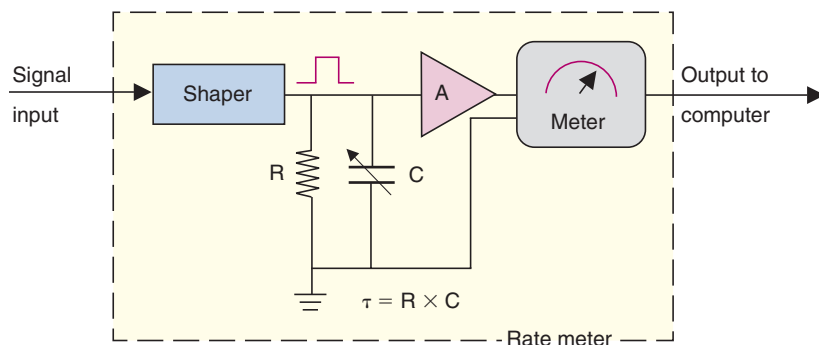 Signal
input
Shaper
A
Meter
Output to
computer
R
C
τ = R × C
Rate meter